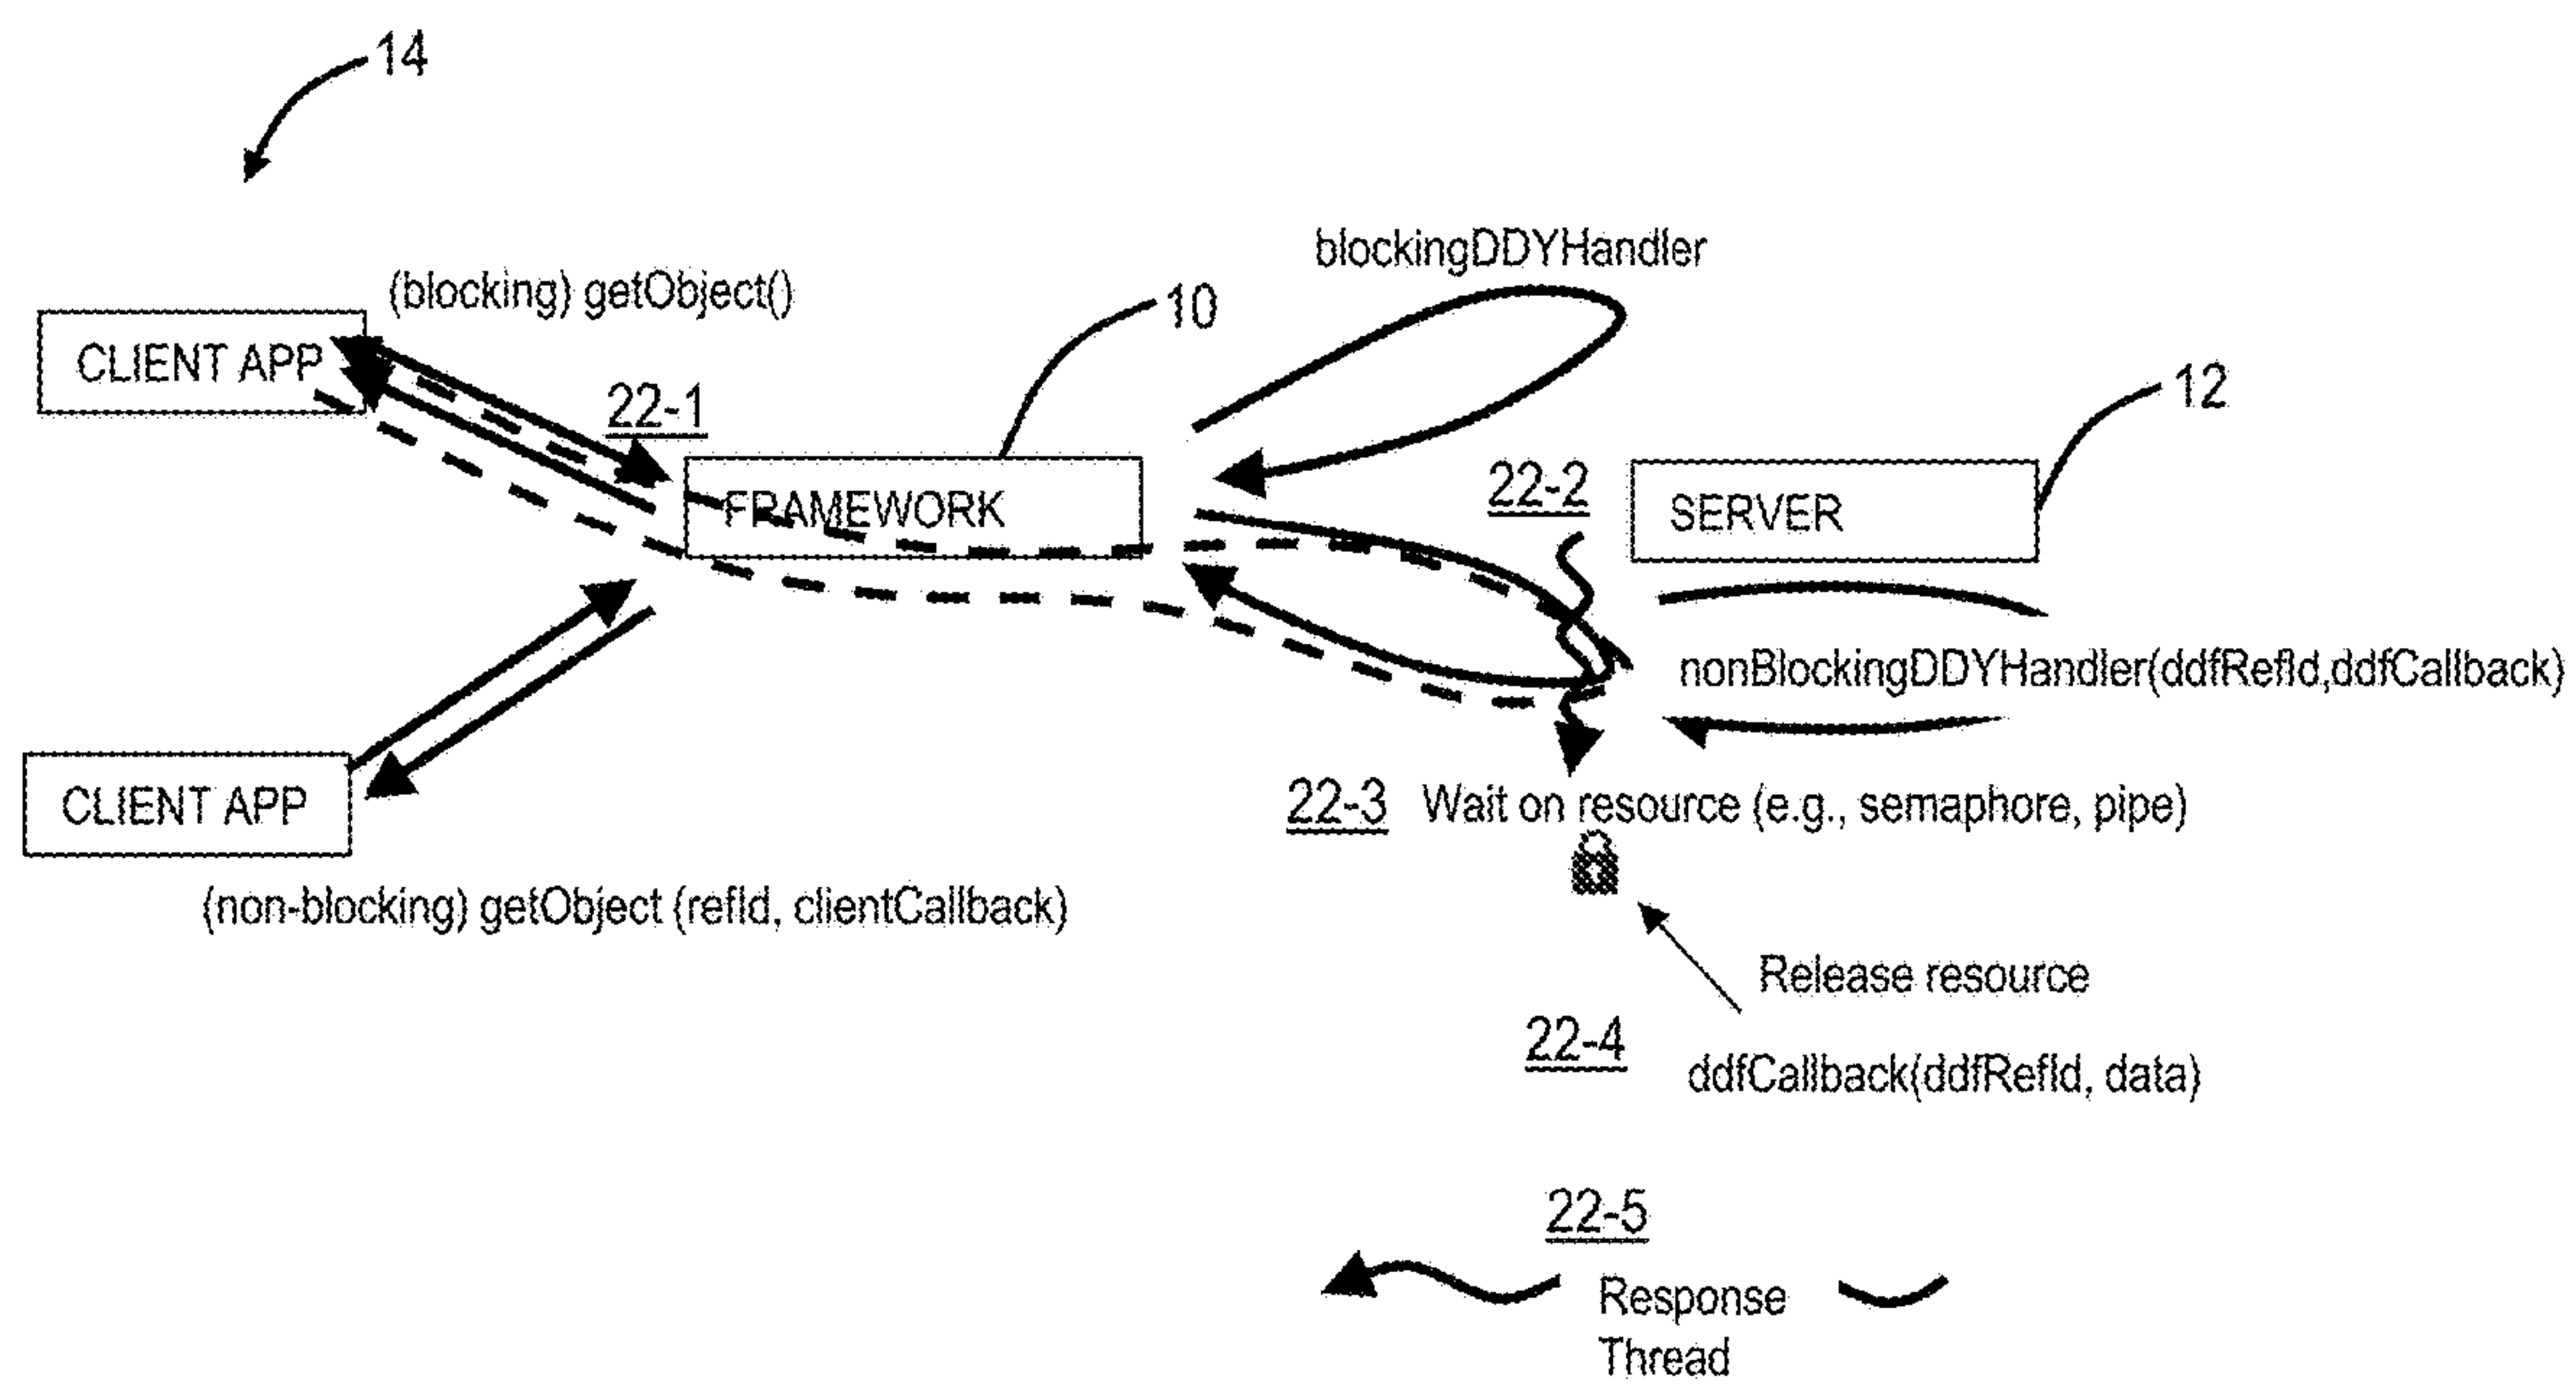 14
blockingDDYHandler
(blocking) getObject()
10
CLIENT APP
12
22-1
22-2
FRAMEWORK
SERVER
nonBlockingDDYHandler(ddfRefId,ddfCallback)
CLIENT APP
22-3 Wait on resource (e.g., semaphore, pipe)
(non-blocking) getObject (refId, clientCallback)
Release resource
22-4
ddfCallback(ddfRefId, data)
22-5
Response
Thread